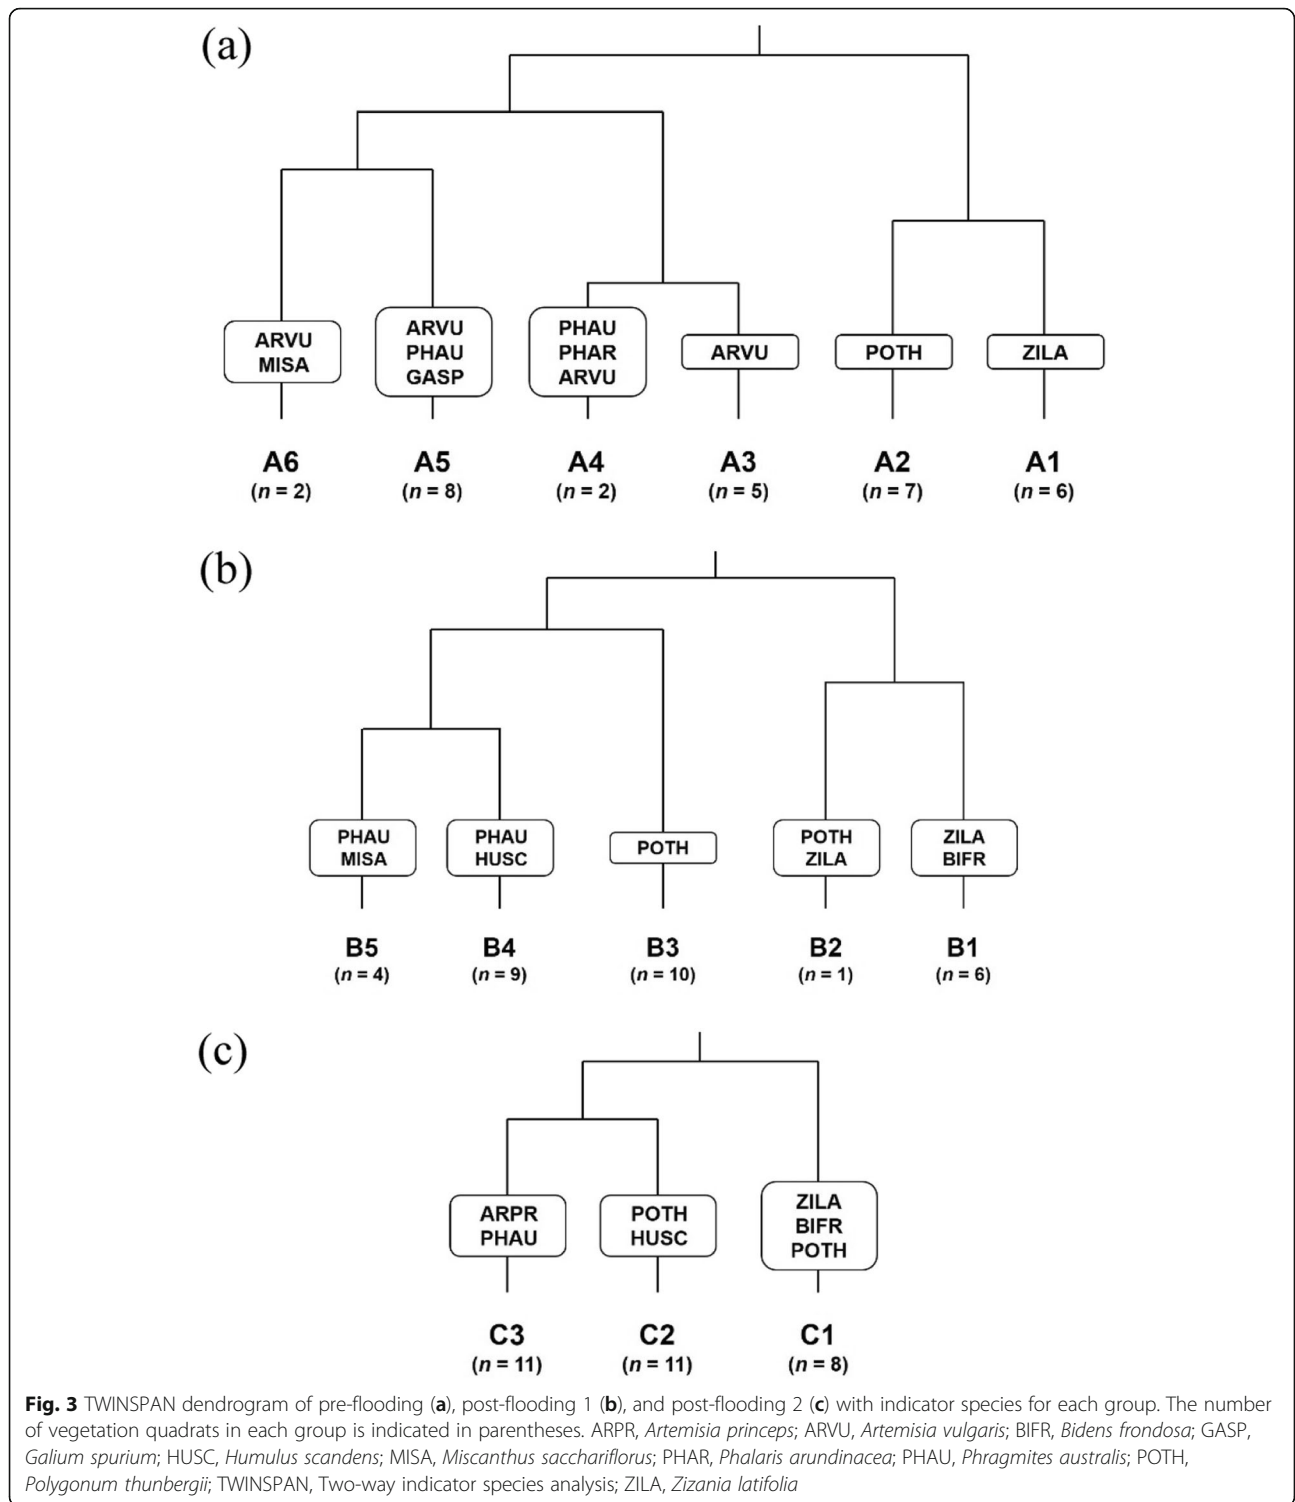 (a)
ARVU
MISA
ARVU
PHAU
GASP
PHAU
PHAR
ARVU
ARVU
POTH
ZILA
A6 A5 A4 A3 A2 A1
(n = 2) (n = 8) (n = 2) (n = 5) (n = 7) (n = 6)
(b)
PHAU
MISA
PHAU
HUSC
POTH
POTH
ZILA
ZILA
BIFR
B5 B4 B3 B2 B1
(n = 4) (n = 9) (n = 10) (n = 1) (n = 6)
(c)
ARPR
PHAU
POTH
HUSC
ZILA
BIFR
POTH
C3 C2 C1
(n = 11) (n = 11) (n = 8)
Fig. 3 TWINSPAN dendrogram of pre-flooding (a), post-flooding 1 (b), and post-flooding 2 (c) with indicator species for each group. The number
of vegetation quadrats in each group is indicated in parentheses. ARPR, Artemisia princeps; ARVU, Artemisia vulgaris; BIFR, Bidens frondosa; GASP,
Galium spurium; HUSC, Humulus scandens; MISA, Miscanthus sacchariflorus; PHAR, Phalaris arundinacea; PHAU, Phragmites australis; POTH,
Polygonum thunbergii; TWINSPAN, Two-way indicator species analysis; ZILA, Zizania latifolia